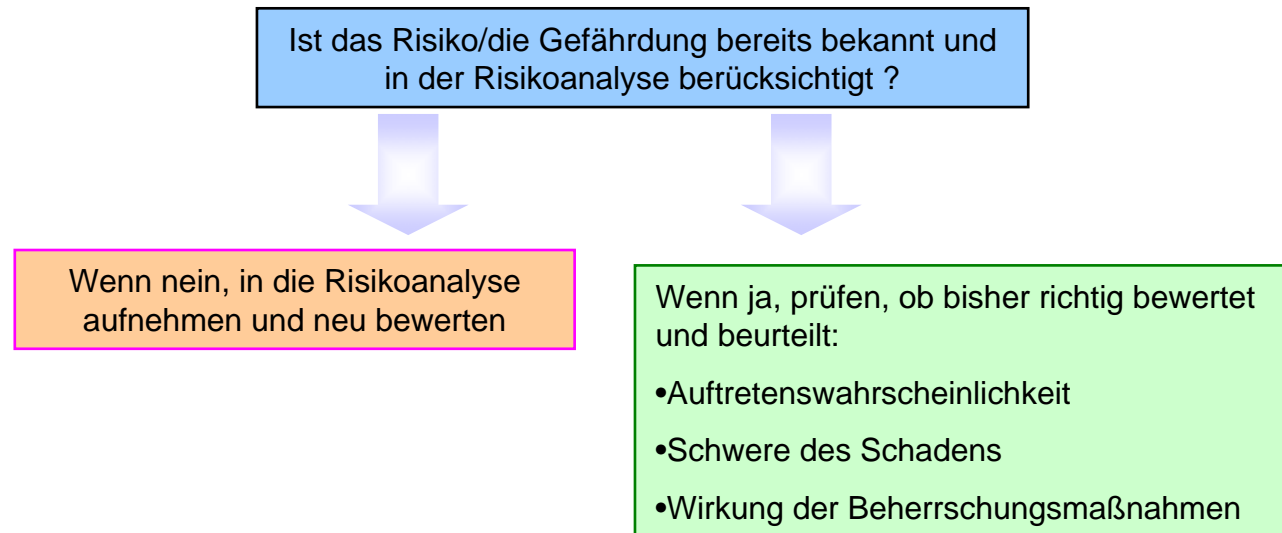 Ist das Risiko/die Gefährdung bereits bekannt und
in der Risikoanalyse berücksichtigt ?
Wenn nein, in die Risikoanalyse
aufnehmen und neu bewerten
Wenn ja, prüfen, ob bisher richtig bewertet
und beurteilt:
•Auftretenswahrscheinlichkeit
•Schwere des Schadens
•Wirkung der Beherrschungsmaßnahmen